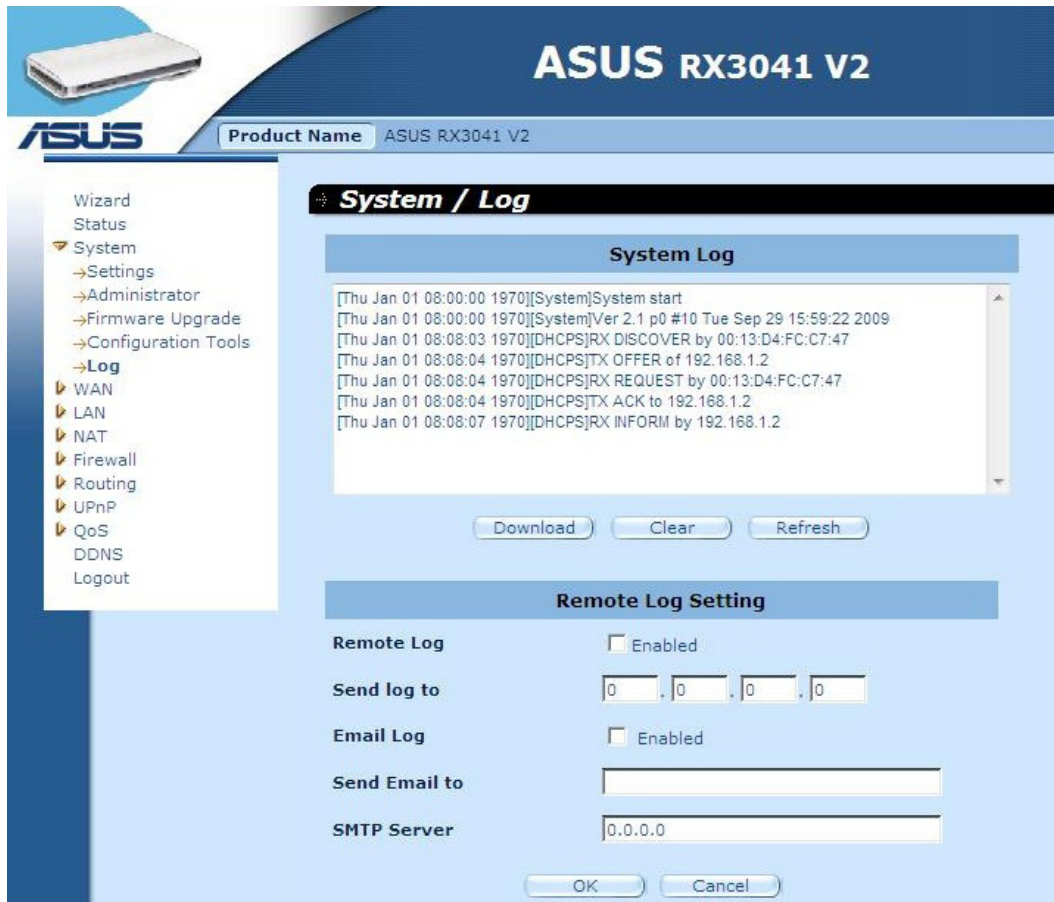 ASUS RX3041 V2
ASUS
Product Name ASUS RX3041 V2
Wizard
Status
System
Settings
Administrator
Firmware Upgrade
Configuration Tools
Log
WAN
LAN
NAT
Firewall
Routing
UPnP
QoS
DDNS
Logout
System / Log
System Log
[Thu Jan 01 08:00:00 1970][System]System start
[Thu Jan 01 08:00:00 1970][System]Ver 2.1 p0 #10 Tue Sep 29 15:59:22 2009
[Thu Jan 01 08:08:03 1970][DHCPS]RX DISCOVER by 00:13:D4:FC:C7:47
[Thu Jan 01 08:08:04 1970][DHCPS]TX OFFER of 192.168.1.2
[Thu Jan 01 08:08:04 1970][DHCPS]RX REQUEST by 00:13:D4:FC:C7:47
[Thu Jan 01 08:08:04 1970][DHCPS]TX ACK to 192.168.1.2
[Thu Jan 01 08:08:07 1970][DHCPS]RX INFORM by 192.168.1.2
Download Clear Refresh
Remote Log Setting
Remote Log Enabled
Send log to 0 . 0 . 0 . 0
Email Log Enabled
Send Email to
SMTP Server 0.0.0.0
OK Cancel